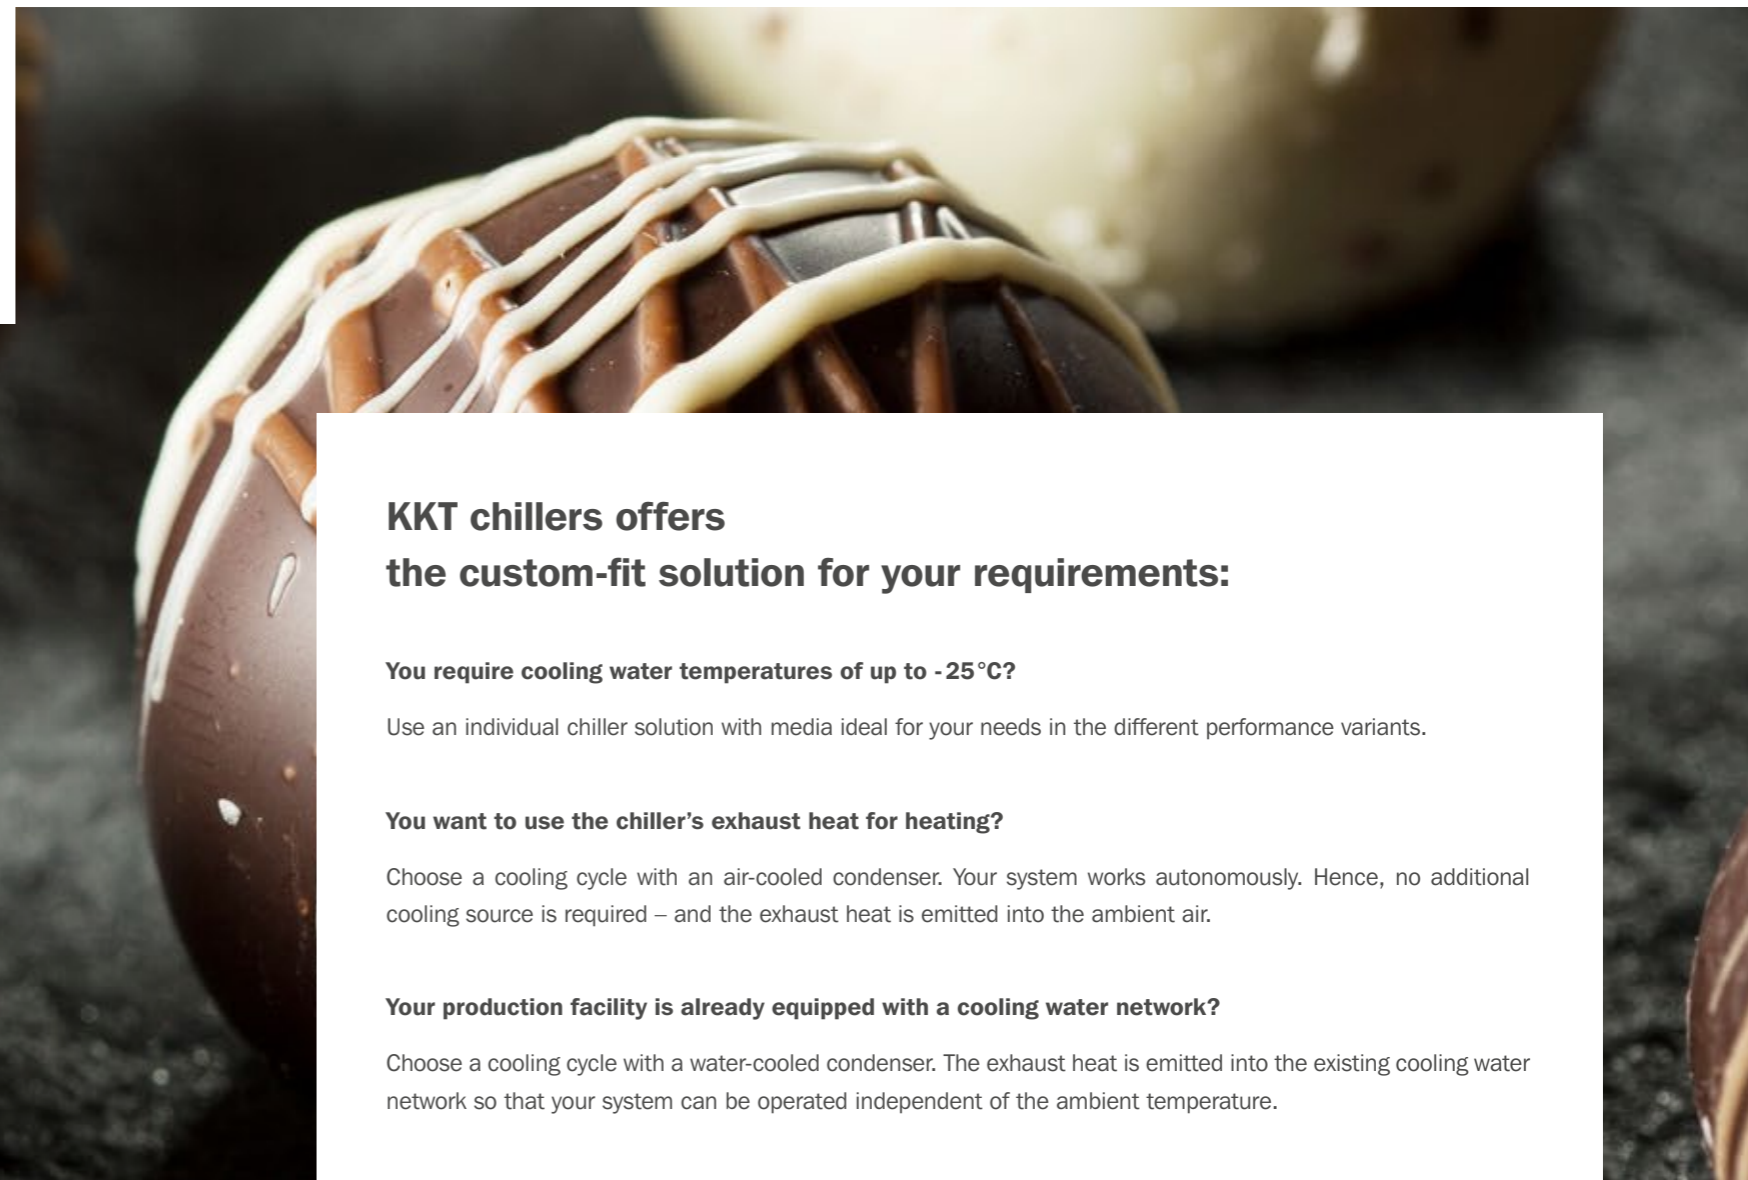 KKT chillers offers
the custom-fit solution for your requirements:
You require cooling water temperatures of up to -25°C?
Use an individual chiller solution with media ideal for your needs in the different performance variants.
You want to use the chiller’s exhaust heat for heating?
Choose a cooling cycle with an air-cooled condenser. Your system works autonomously. Hence, no additional
cooling source is required – and the exhaust heat is emitted into the ambient air.
Your production facility is already equipped with a cooling water network?
Choose a cooling cycle with a water-cooled condenser. The exhaust heat is emitted into the existing cooling water
network so that your system can be operated independent of the ambient temperature.